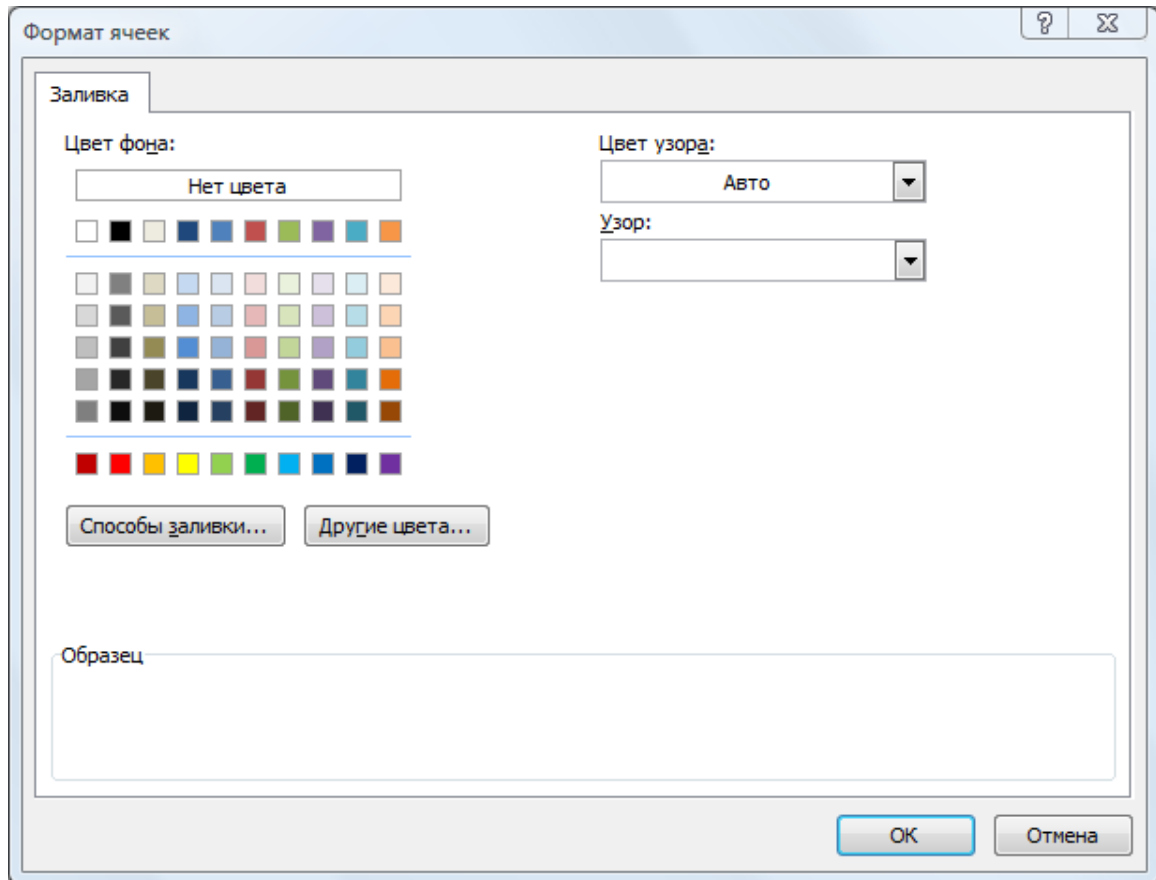 Формат ячеек
Заливка
Цвет фона:
Нет цвета
Способы заливки...
Другие цвета...
Цвет узора:
Авто
Узор:
Образец
ОК
Отмена